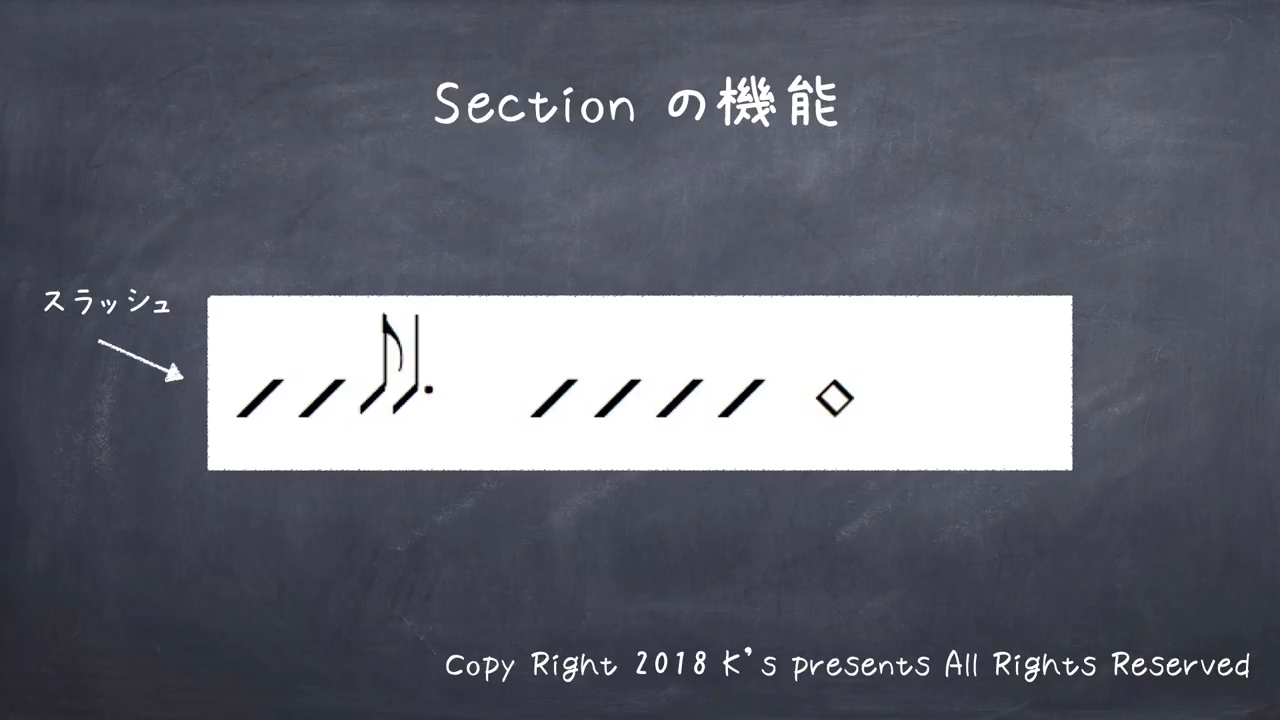 Section の機能
スラッシュ
Copy Right 2018 K's presents All Rights Reserved